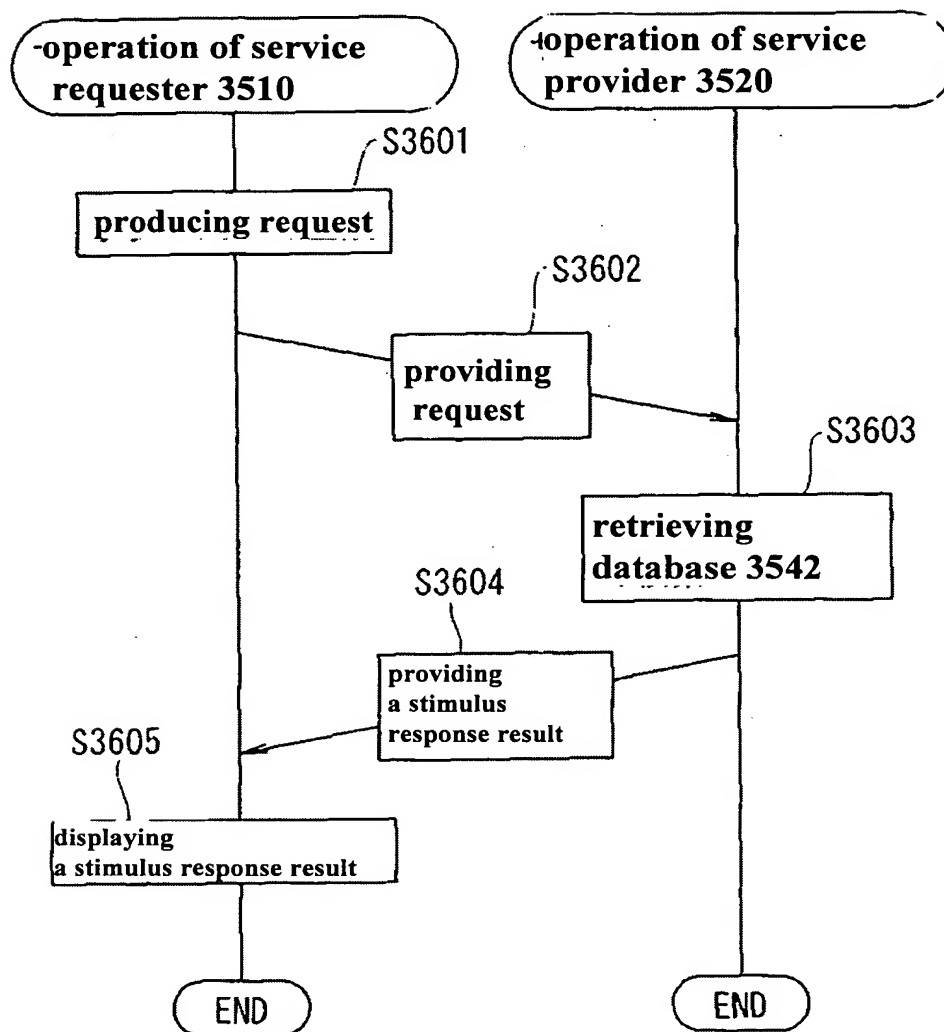 operation of service
requester 3510
operation of service
provider 3520
S3601
producing request
S3602
providing
request
S3603
retrieving
database 3542
S3604
providing
a stimulus
response result
S3605
displaying
a stimulus response result
END
END